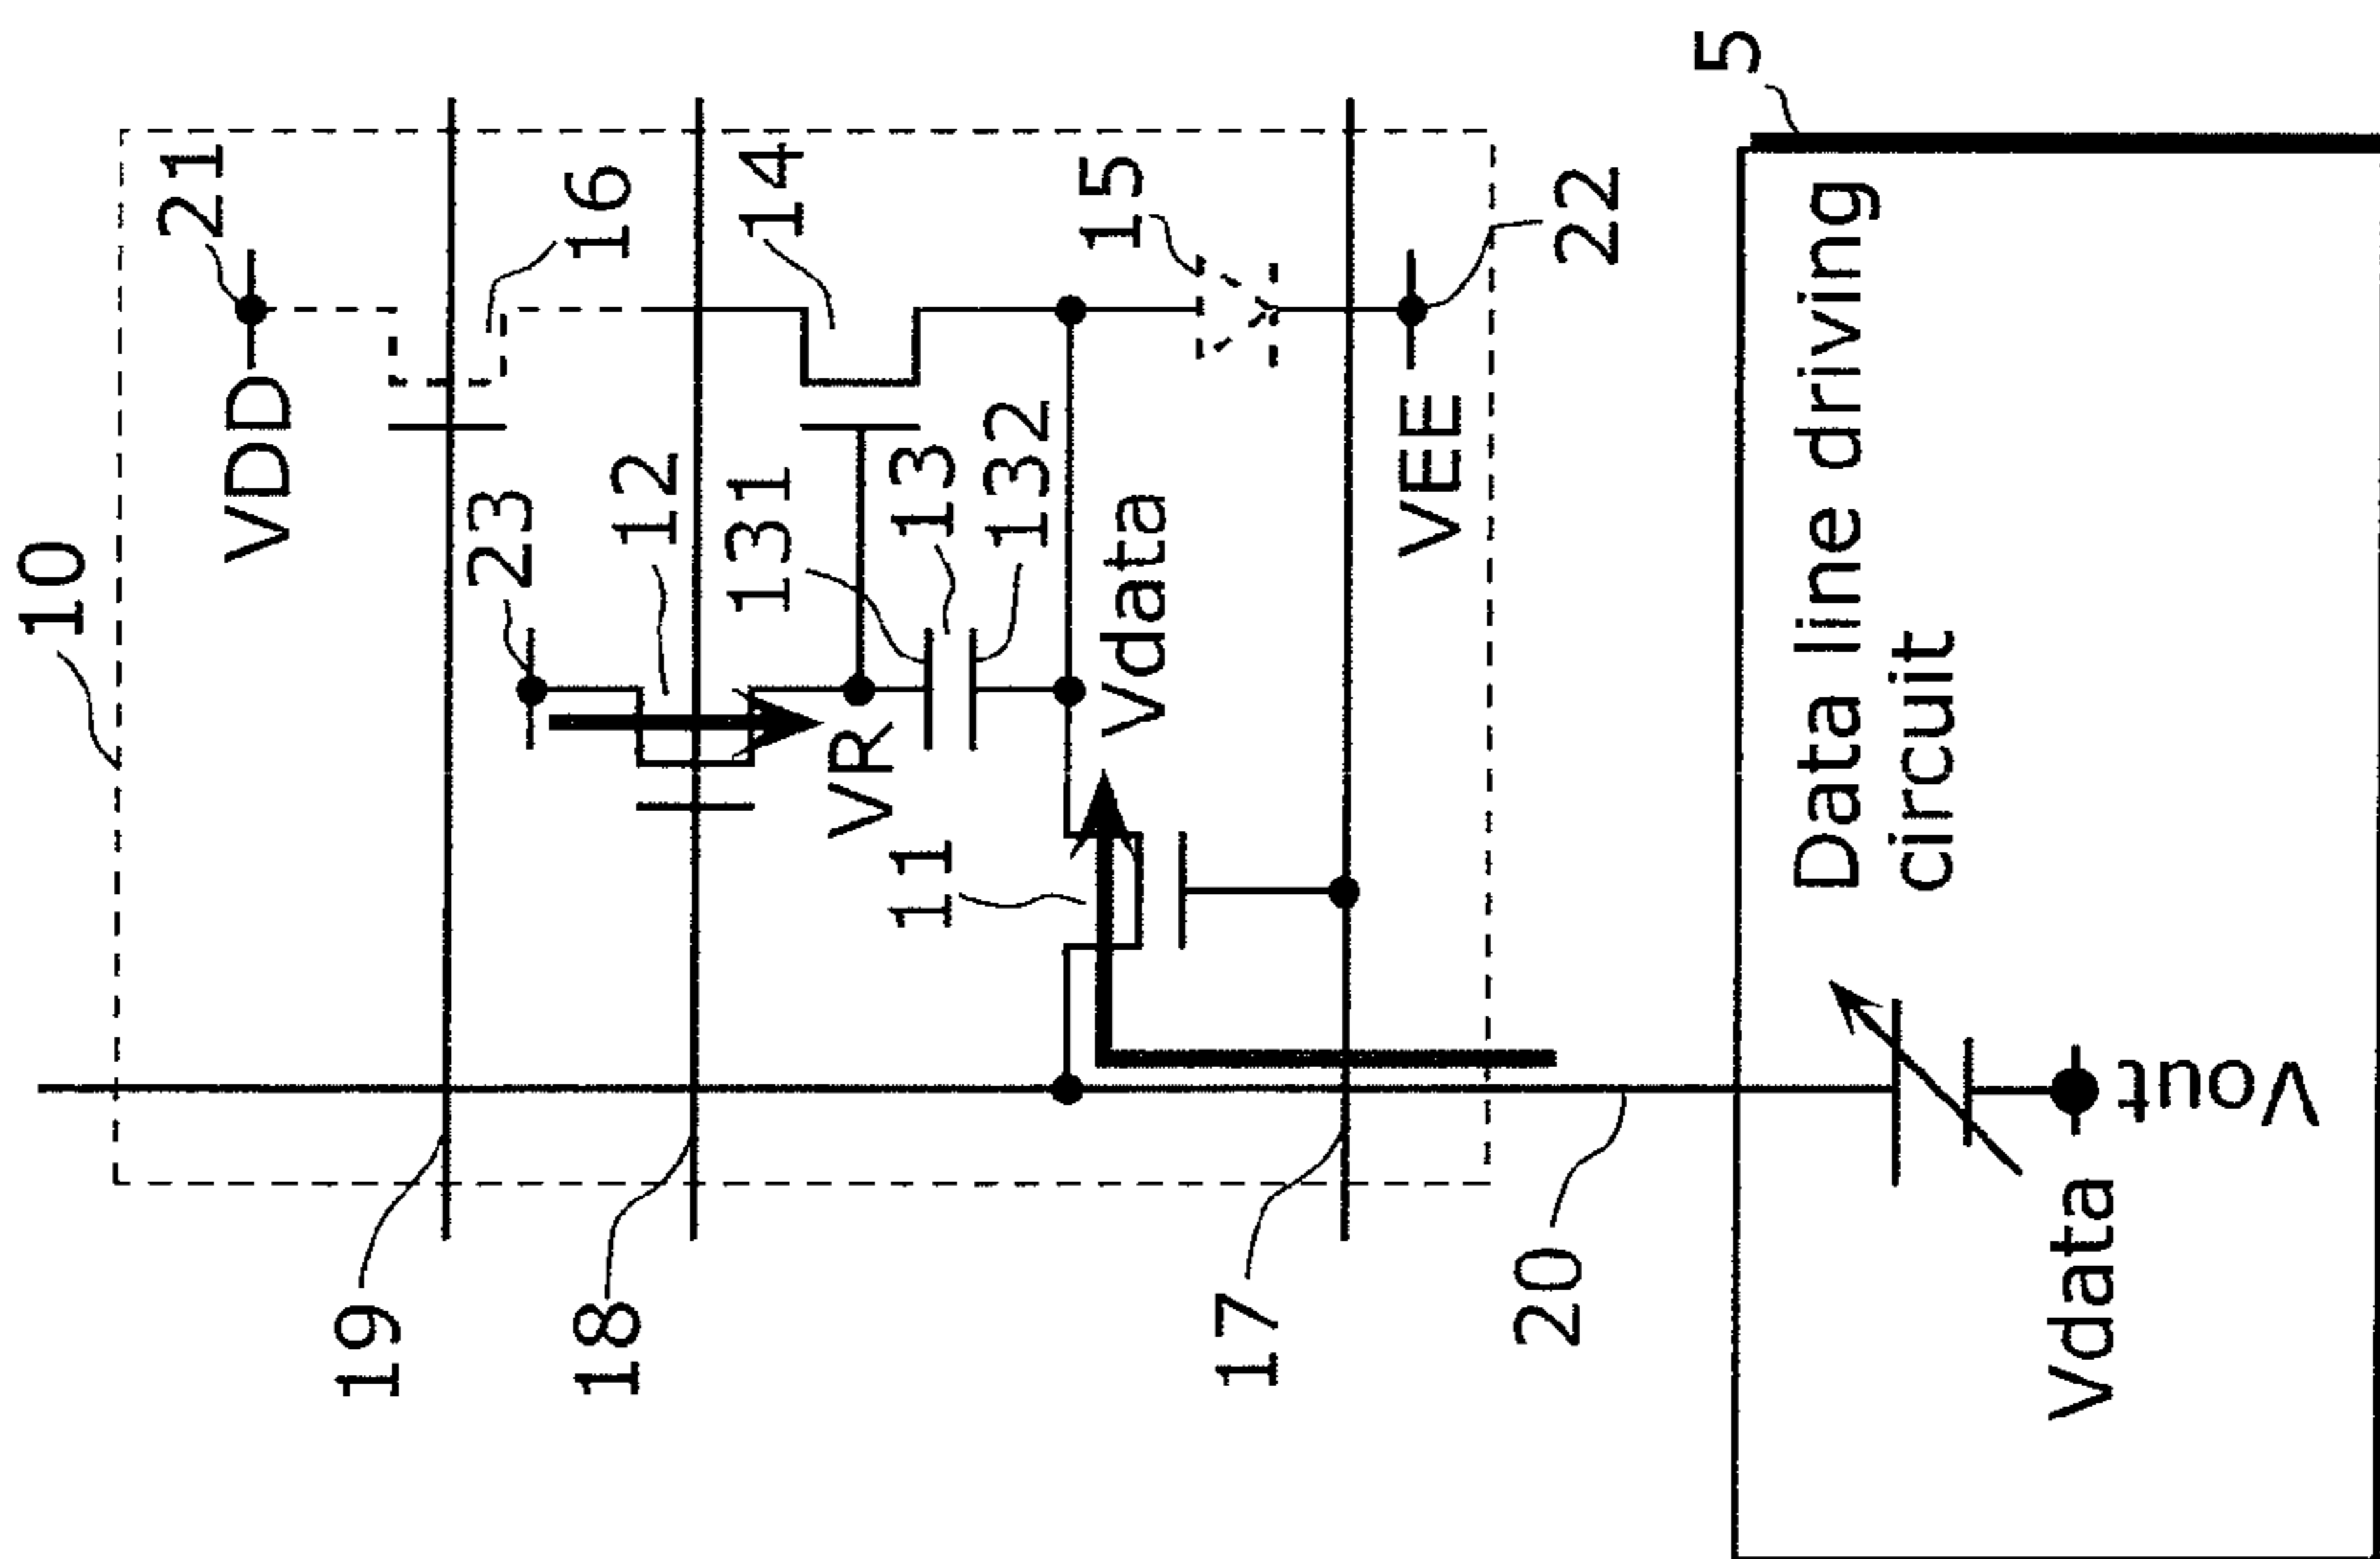 10
VDD
21
23
16
12
14
131
13
132
VR
15
11
Vdata
VEE
22
19
18
17
20
5
Data line driving
circuit
Vdata
Vout